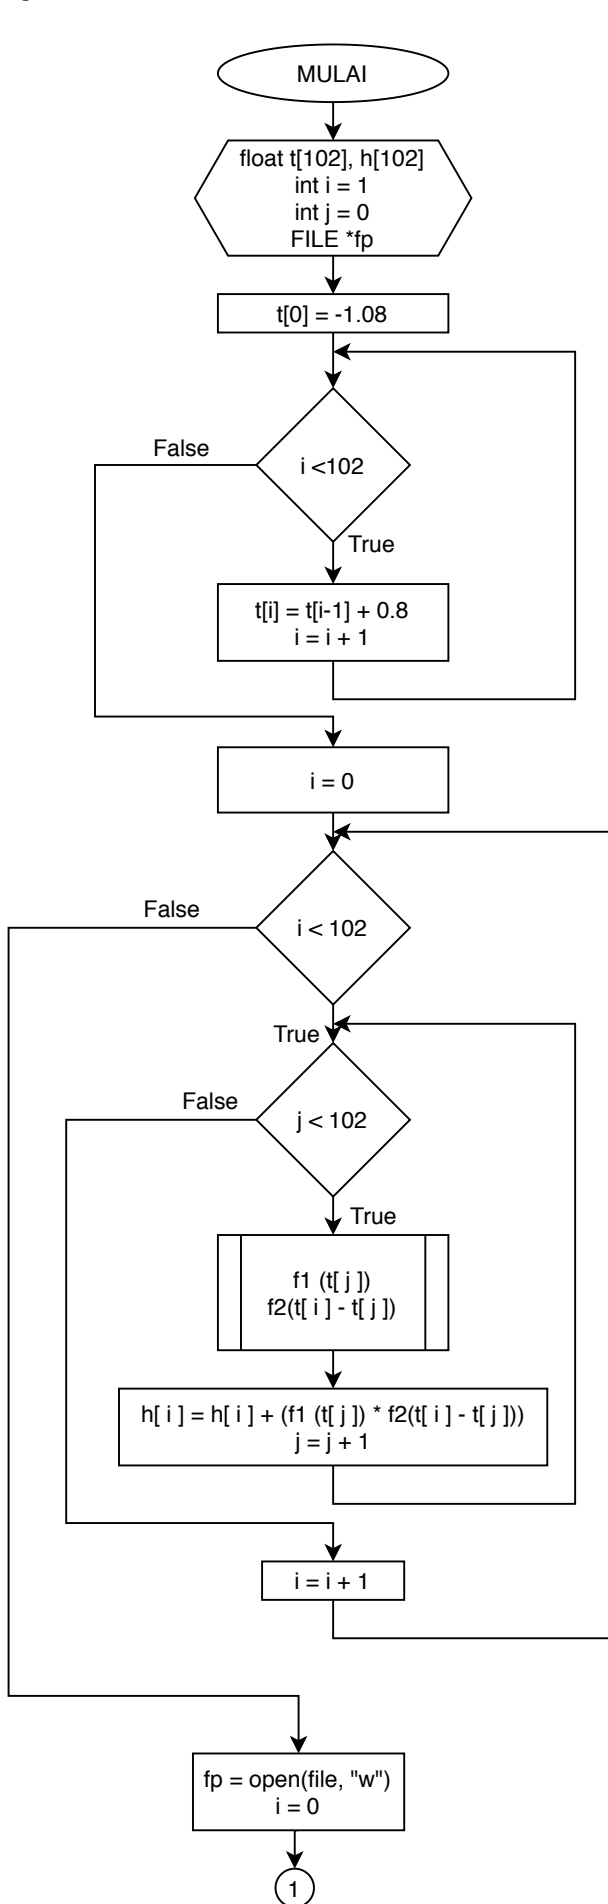 MULAI
float t[102], h[102]
int i = 1
int j = 0
FILE *fp
t[0] = -1.08
i <102
False
True
t[i] = t[i-1] + 0.8
i = i + 1
i = 0
False
i < 102
True
False
j < 102
True
f1 (t[ j ])
f2(t[ i ] - t[ j ])
h[ i ] = h[ i ] + (f1 (t[ j ]) * f2(t[ i ] - t[ j ]))
j = j + 1
i = i + 1
fp = open(file, "w")
i = 0
1